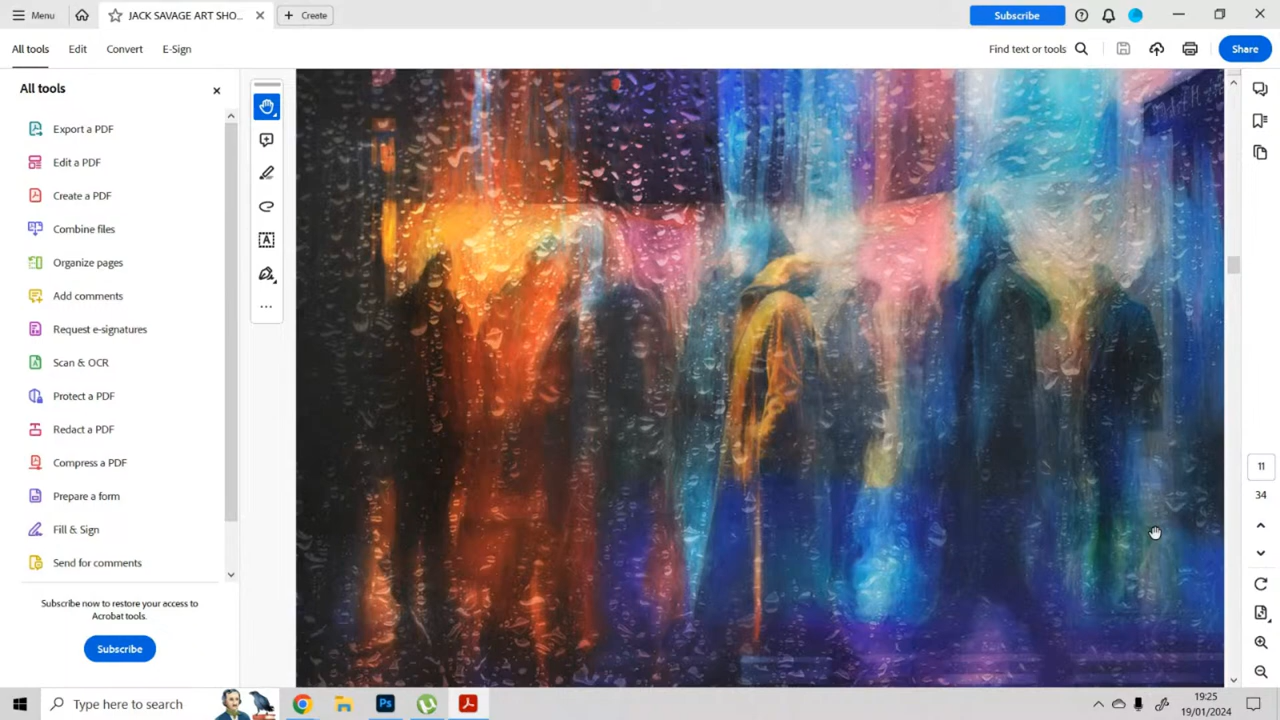 Menu
JACK SAVAGE ART SHO...
Create
Subscribe
All tools
Edit
Convert
E-Sign
Find text or tools
Share
All tools
Export a PDF
Edit a PDF
Create a PDF
Combine files
Organize pages
Add comments
Request e-signatures
Scan & OCR
Protect a PDF
Redact a PDF
Compress a PDF
Prepare a form
Fill & Sign
Send for comments
Subscribe now to restore your access to
Acrobat tools.
Subscribe
A
11
34
Type here to search
Ps
19:25
19/01/2024